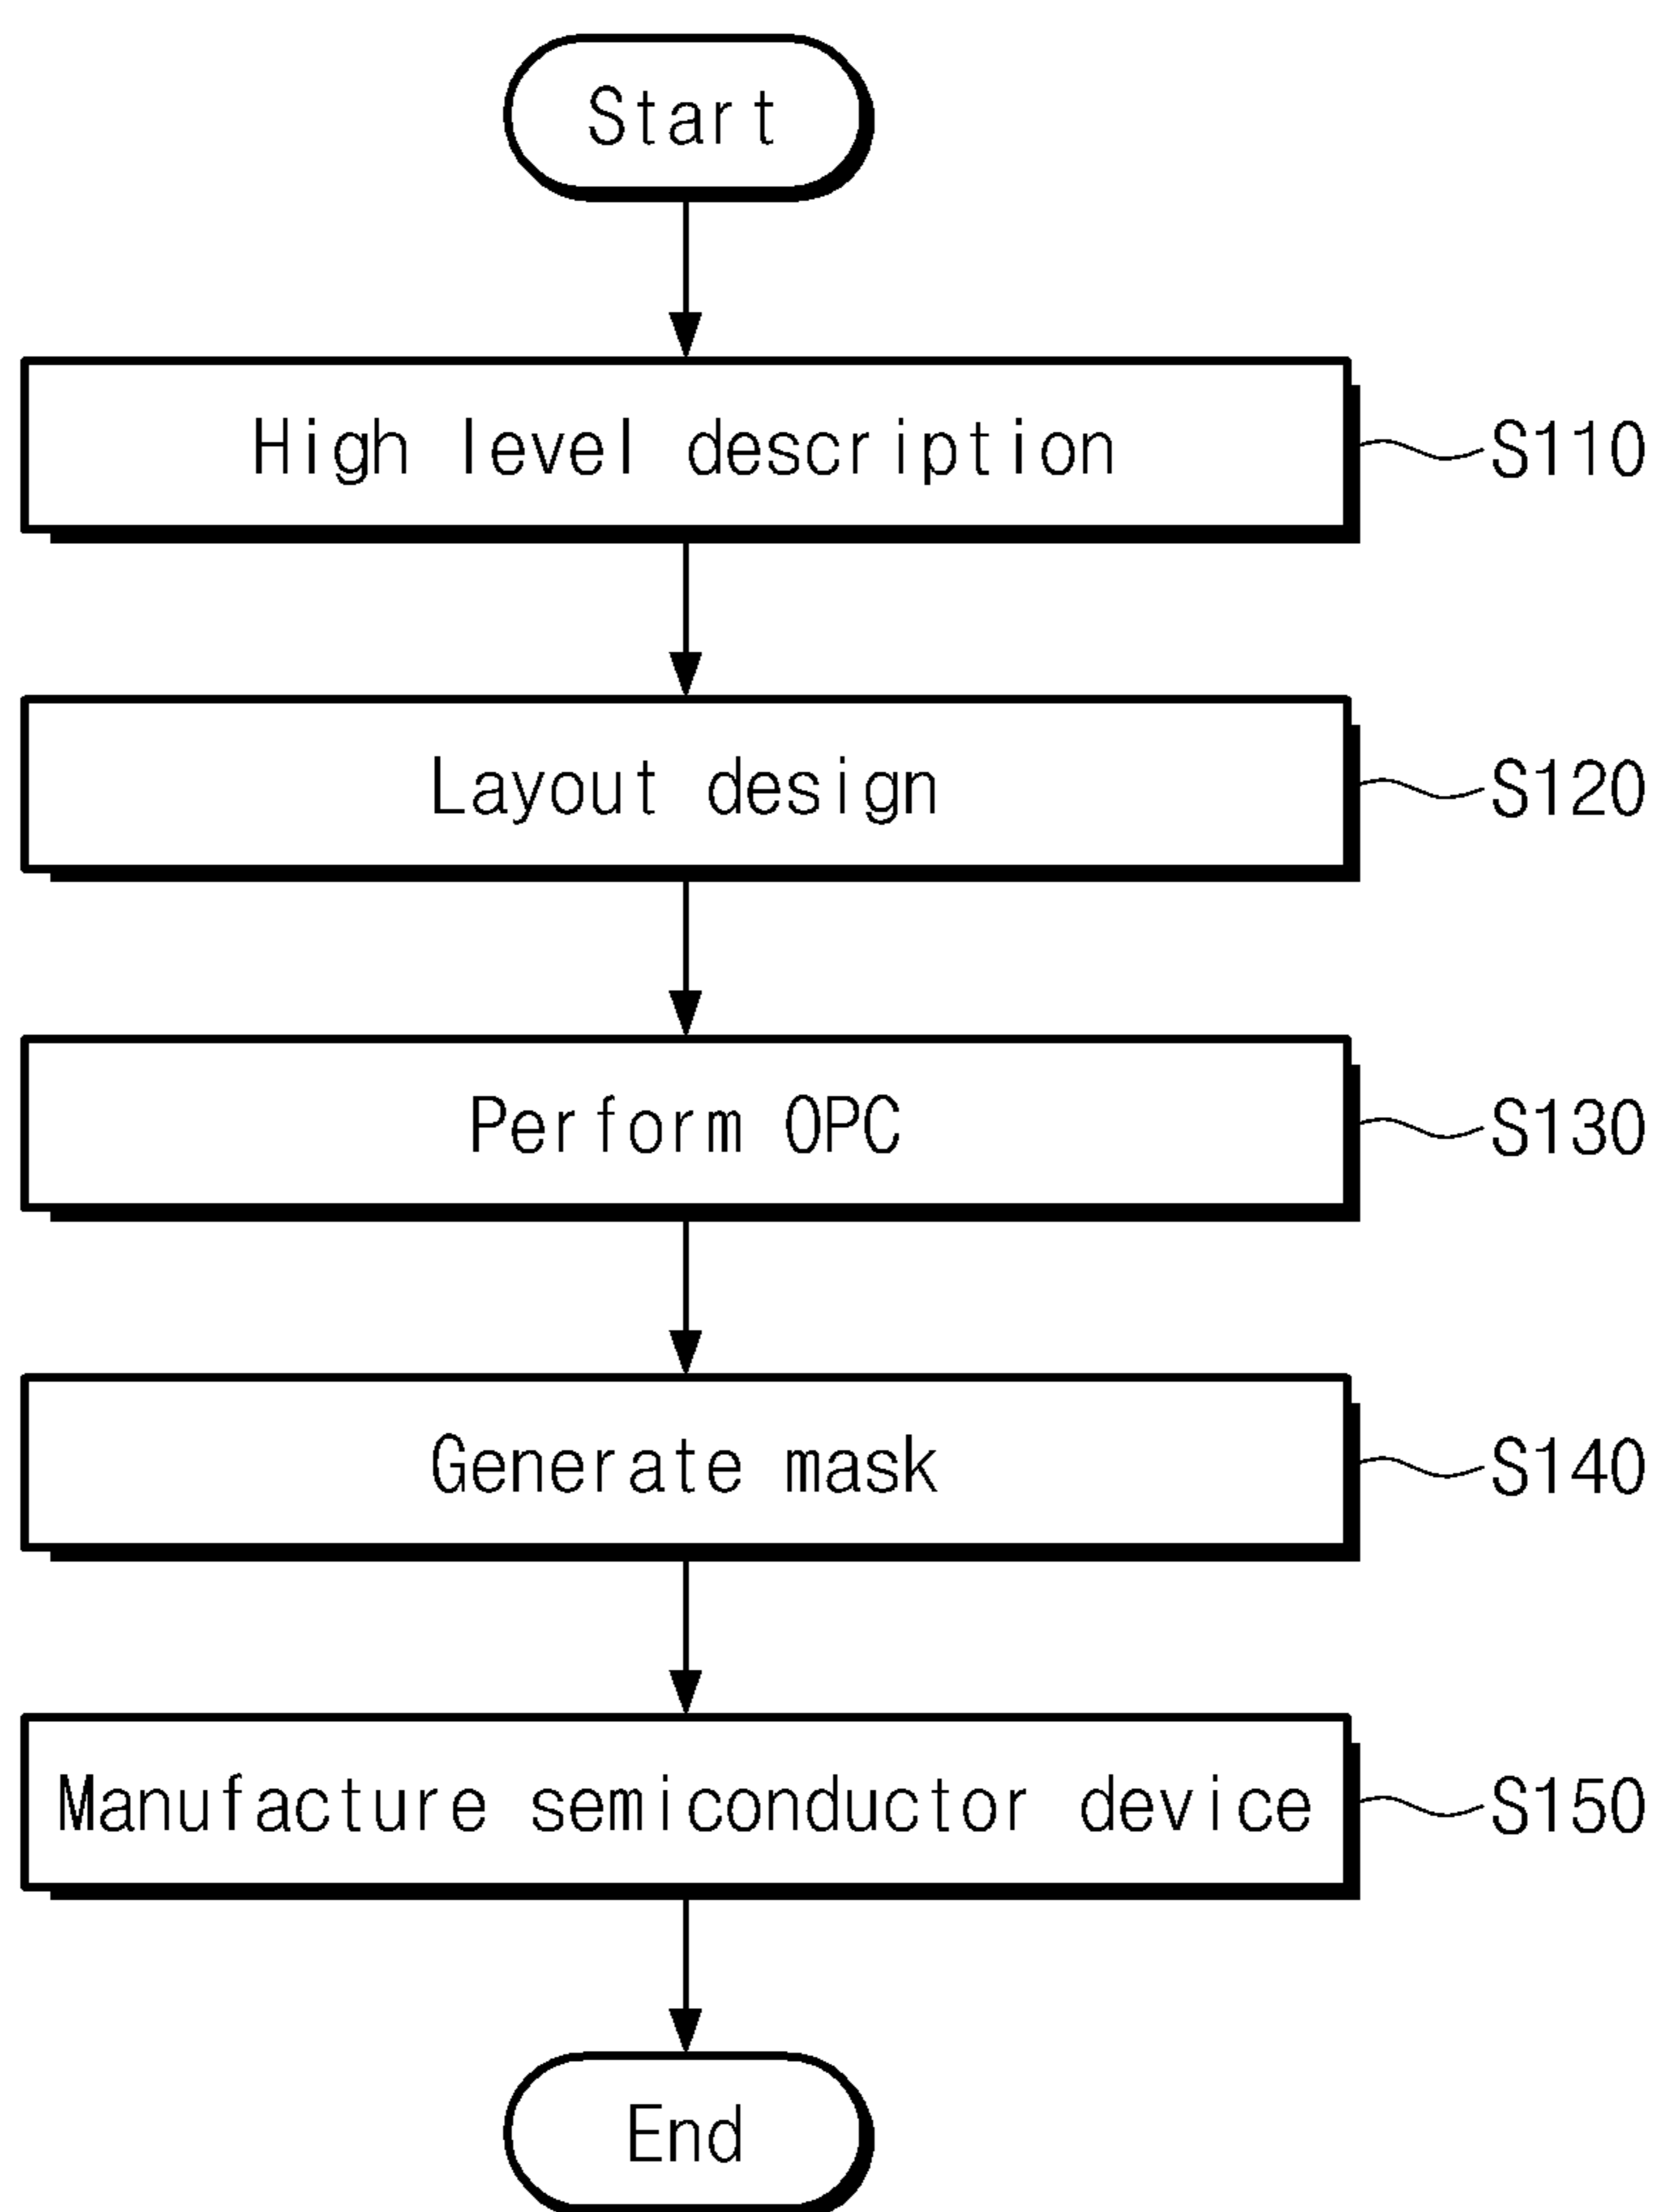 Start
High level description
S110
Layout design
S120
Perform OPC
S130
Generate mask
S140
Manufacture semiconductor device
S150
End